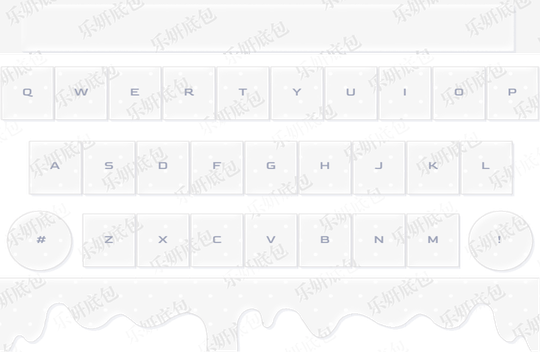 Q W E R T Y U I O P
A S D F G H J K L
# Z X C V B N M !
乐妍底包